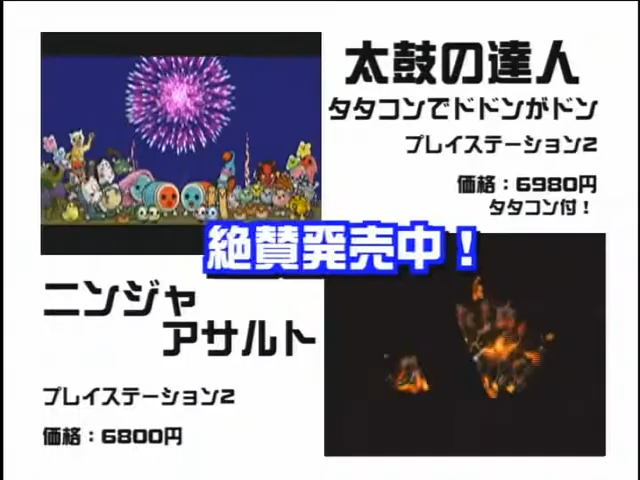 太鼓の達人
タタコンでドドンがドン
プレイステーション2
価格：6980円
タタコン付！
絶賛発売中！
ニンジャ
アサルト
プレイステーション2
価格：6800円